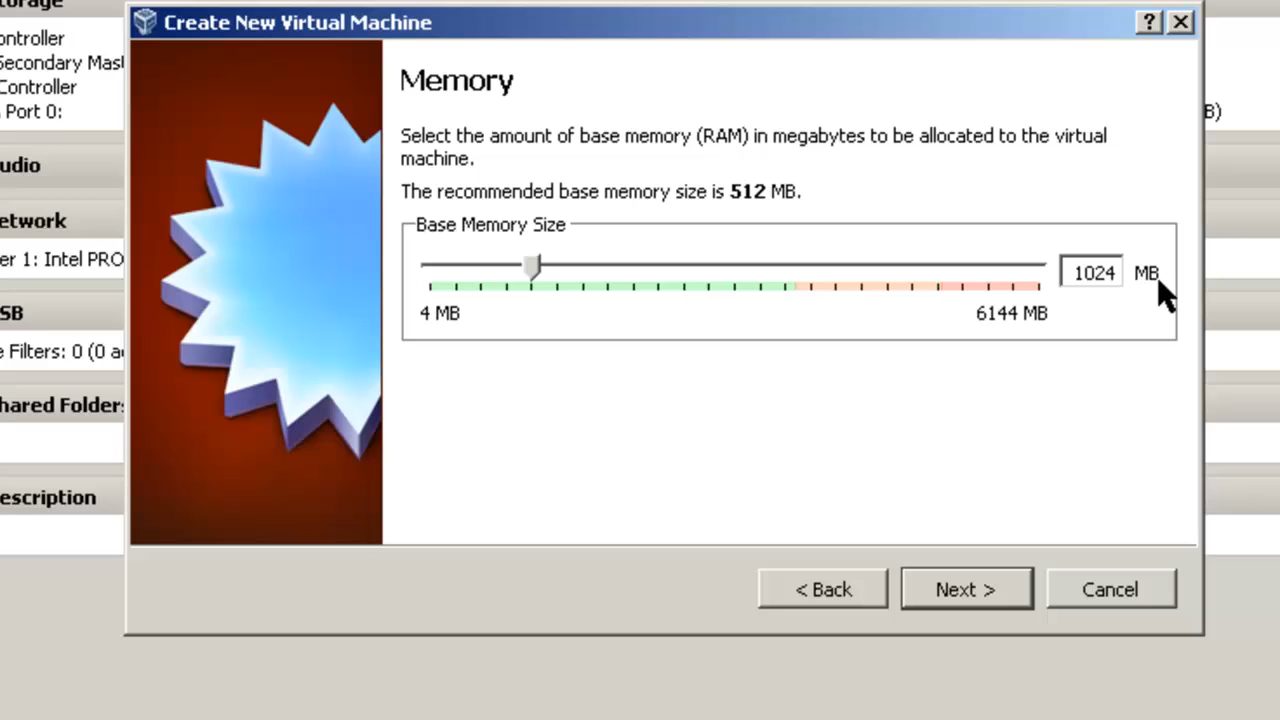 torage
Create New Virtual Machine
ontroller
Secondary Mast
Controller
Port 0:
B)
udio
etwork
er 1: Intel PRO
SB
e Filters: 0 (0 ac
hared Folders
escription
Memory
Select the amount of base memory (RAM) in megabytes to be allocated to the virtual
machine.
The recommended base memory size is 512 MB.
Base Memory Size
1024 MB
4 MB 6144 MB
< Back Next > Cancel